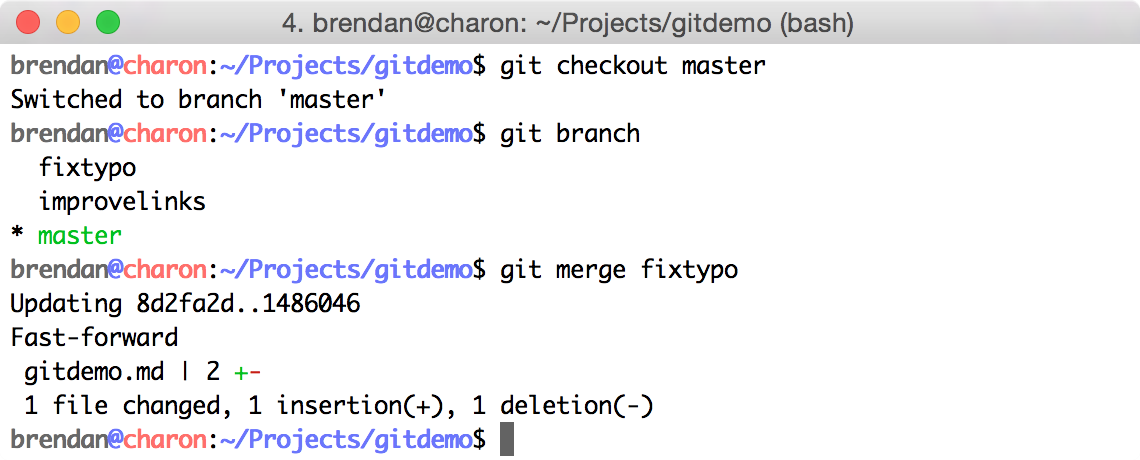 4. brendan@charon: ~/Projects/gitdemo (bash)
brendan@charon:~/Projects/gitdemo$ git checkout master
Switched to branch 'master'
brendan@charon:~/Projects/gitdemo$ git branch
  fixtypo
  improvelinks
* master
brendan@charon:~/Projects/gitdemo$ git merge fixtypo
Updating 8d2fa2d..1486046
Fast-forward
 gitdemo.md | 2 +-
 1 file changed, 1 insertion(+), 1 deletion(-)
brendan@charon:~/Projects/gitdemo$